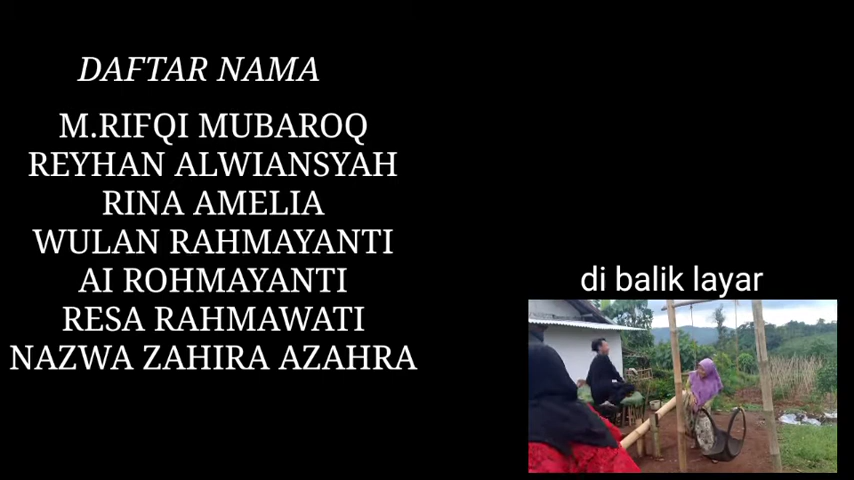 DAFTAR NAMA
M.RIFQI MUBAROQ
REYHAN ALWIANSYAH
RINA AMELIA
WULAN RAHMAYANTI
AI ROHMAYANTI
RESA RAHMAWATI
NAZWA ZAHIRA AZAHRA
di balik layar